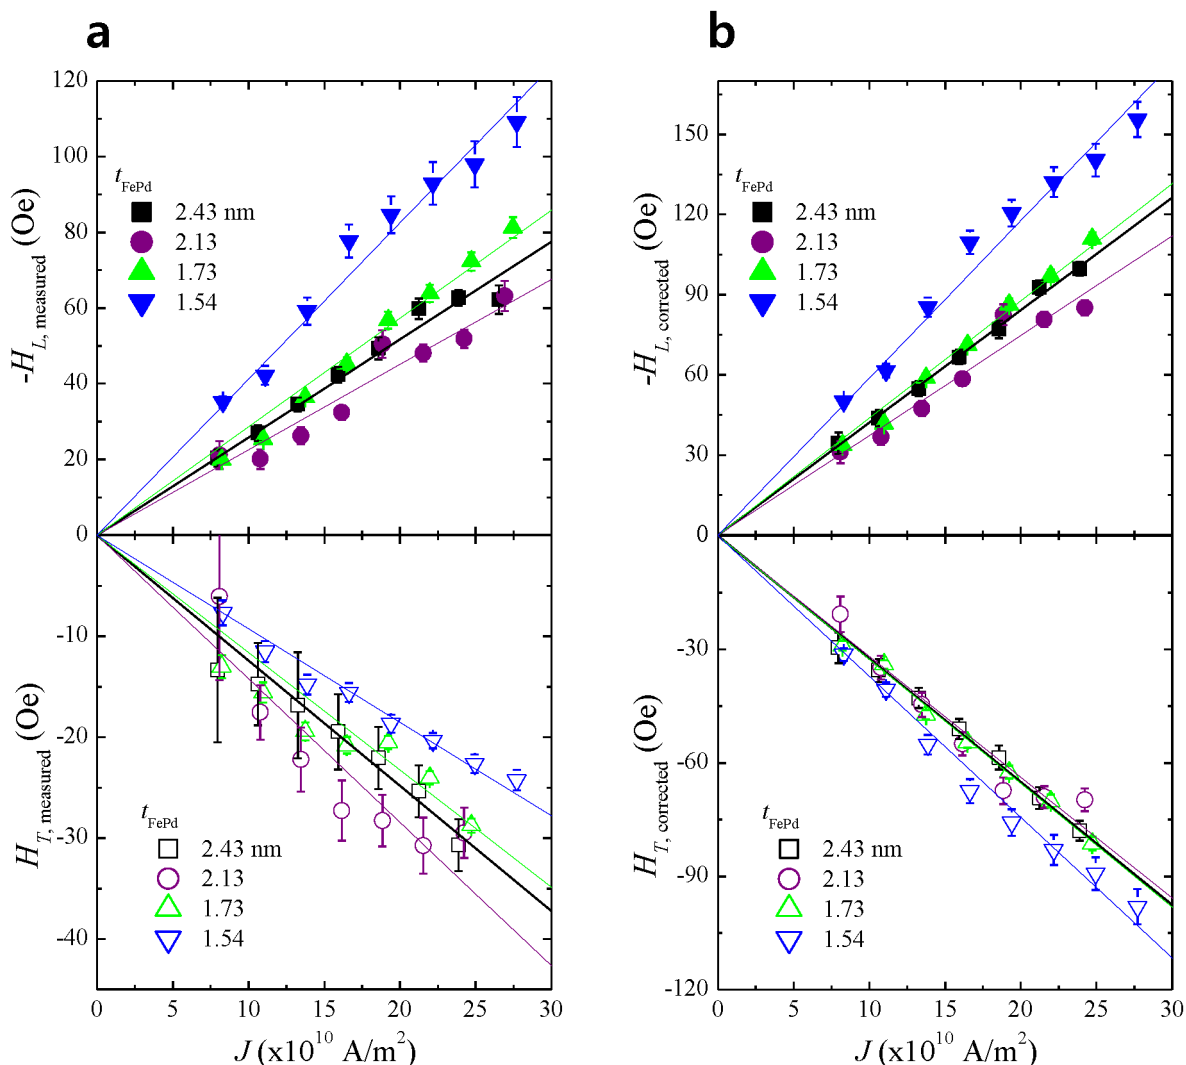 a
120
100
80
60
40
20
0
-H_L, measured (Oe)
t_FePd
2.43 nm
2.13
1.73
1.54
-10
-20
-30
-40
H_T, measured (Oe)
t_FePd
2.43 nm
2.13
1.73
1.54
0 5 10 15 20 25 30
J (x10^10 A/m^2)
b
150
120
90
60
30
0
-H_L, corrected (Oe)
t_FePd
2.43 nm
2.13
1.73
1.54
-30
-60
-90
-120
H_T, corrected (Oe)
t_FePd
2.43 nm
2.13
1.73
1.54
0 5 10 15 20 25 30
J (x10^10 A/m^2)